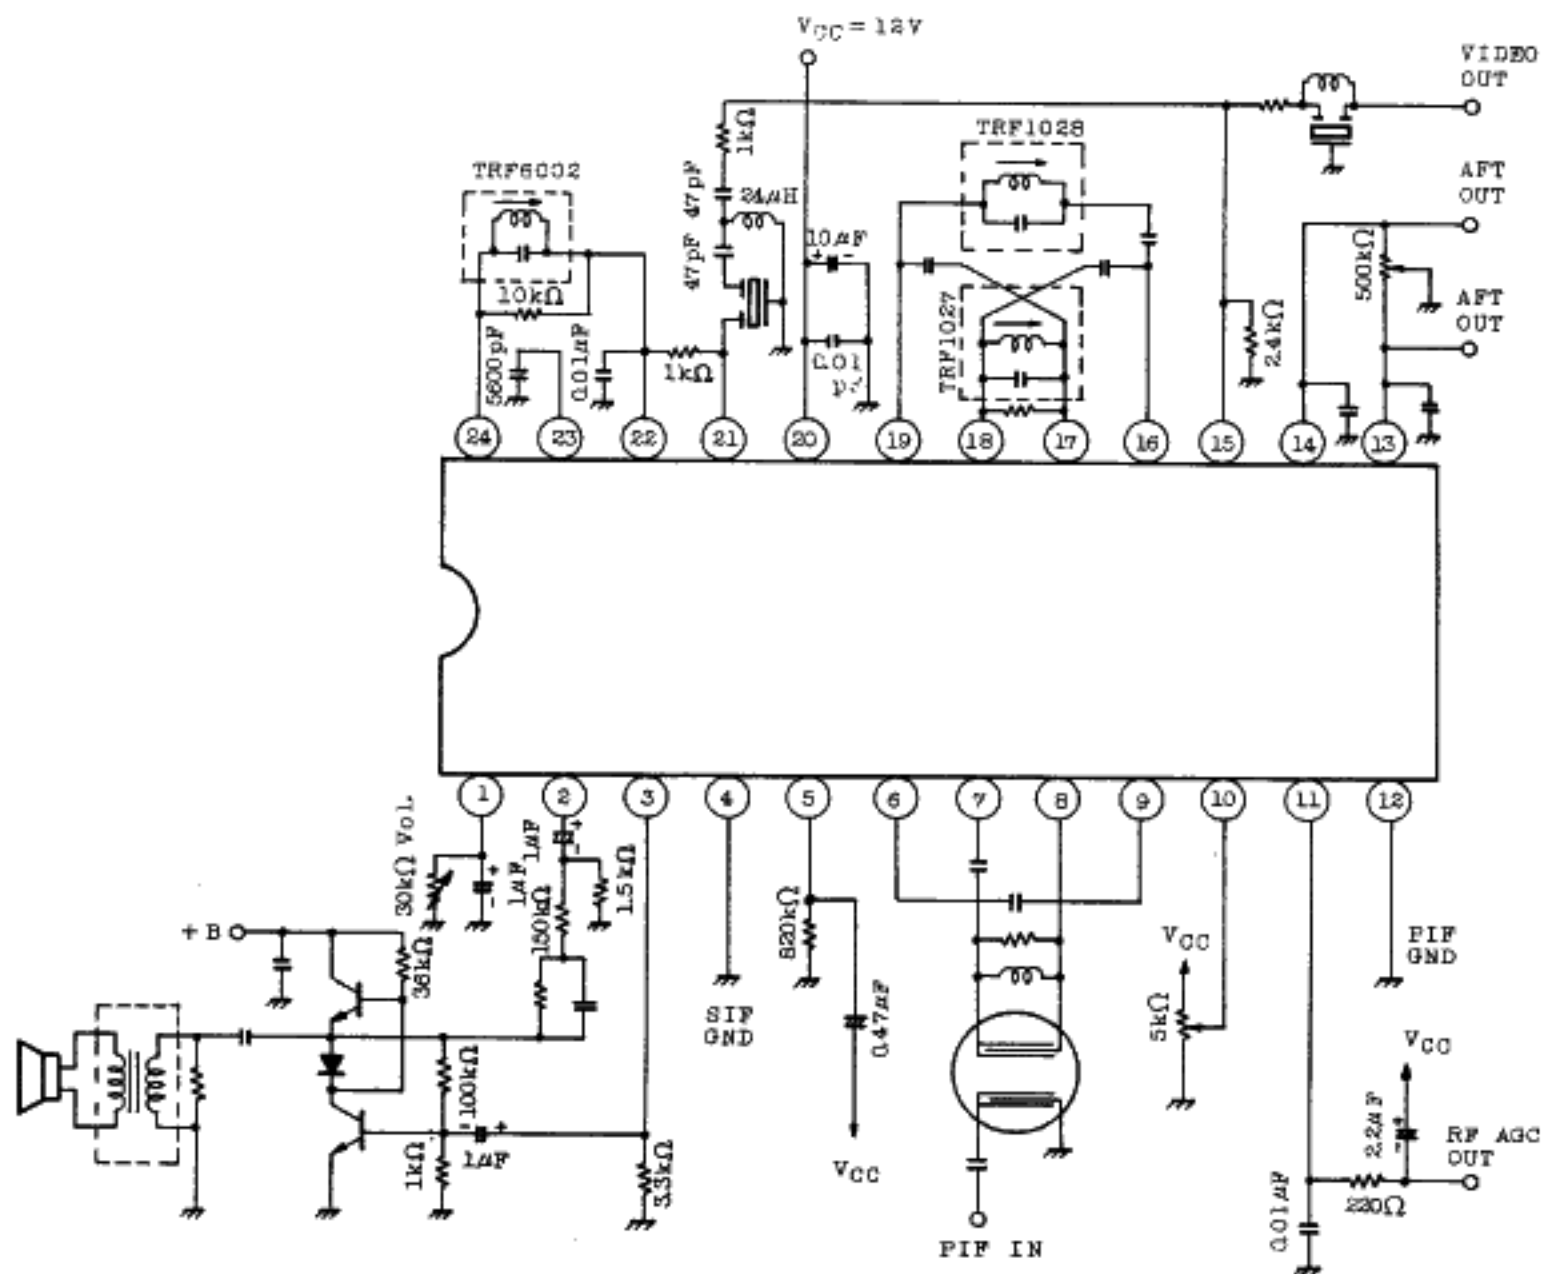 VCC = 12V
VIDEO
OUT
TRF1028
1kΩ
TRF6002
AFT
OUT
47pF
24μH
10μF
+
-
47pF
500kΩ
10kΩ
AFT
OUT
TRF1027
5600pF
0.01μF
1kΩ
0.01
2.4kΩ
24
23
22
21
20
19
18
17
16
15
14
13
1
2
3
4
5
6
7
8
9
10
11
12
30kΩ Vol.
+
-
1μF
1μF
+
-
150kΩ
1.5kΩ
820kΩ
+B
36kΩ
VCC
PIF
GND
SIF
GND
0.47μF
5kΩ
VCC
100kΩ
2.2μF
+
-
RF AGC
OUT
1kΩ
-
+
1μF
3.3kΩ
VCC
220Ω
0.01μF
PIF IN